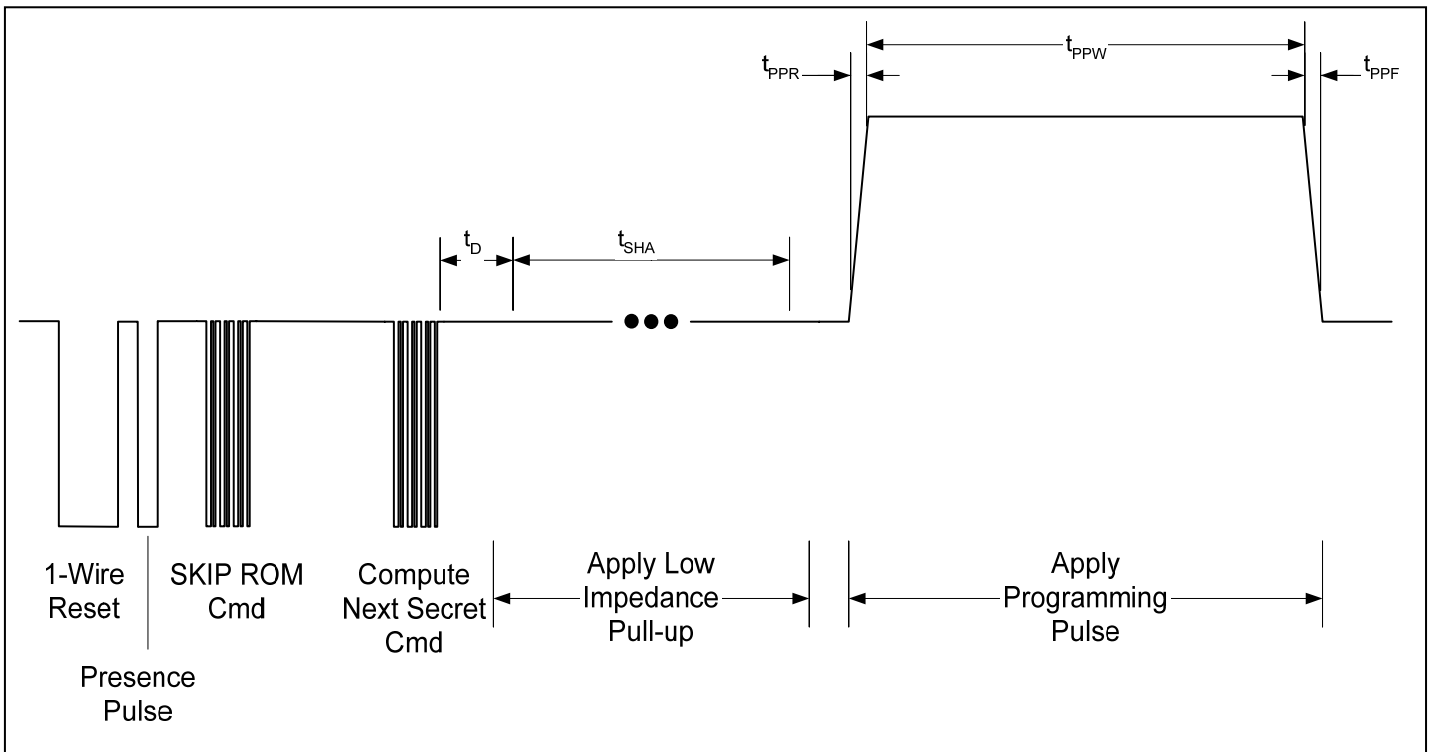 tPPW
tPPR
tPPF
tD
tSHA
1-Wire
Reset
Presence
Pulse
SKIP ROM
Cmd
Compute
Next Secret
Cmd
Apply Low
Impedance
Pull-up
Apply
Programming
Pulse